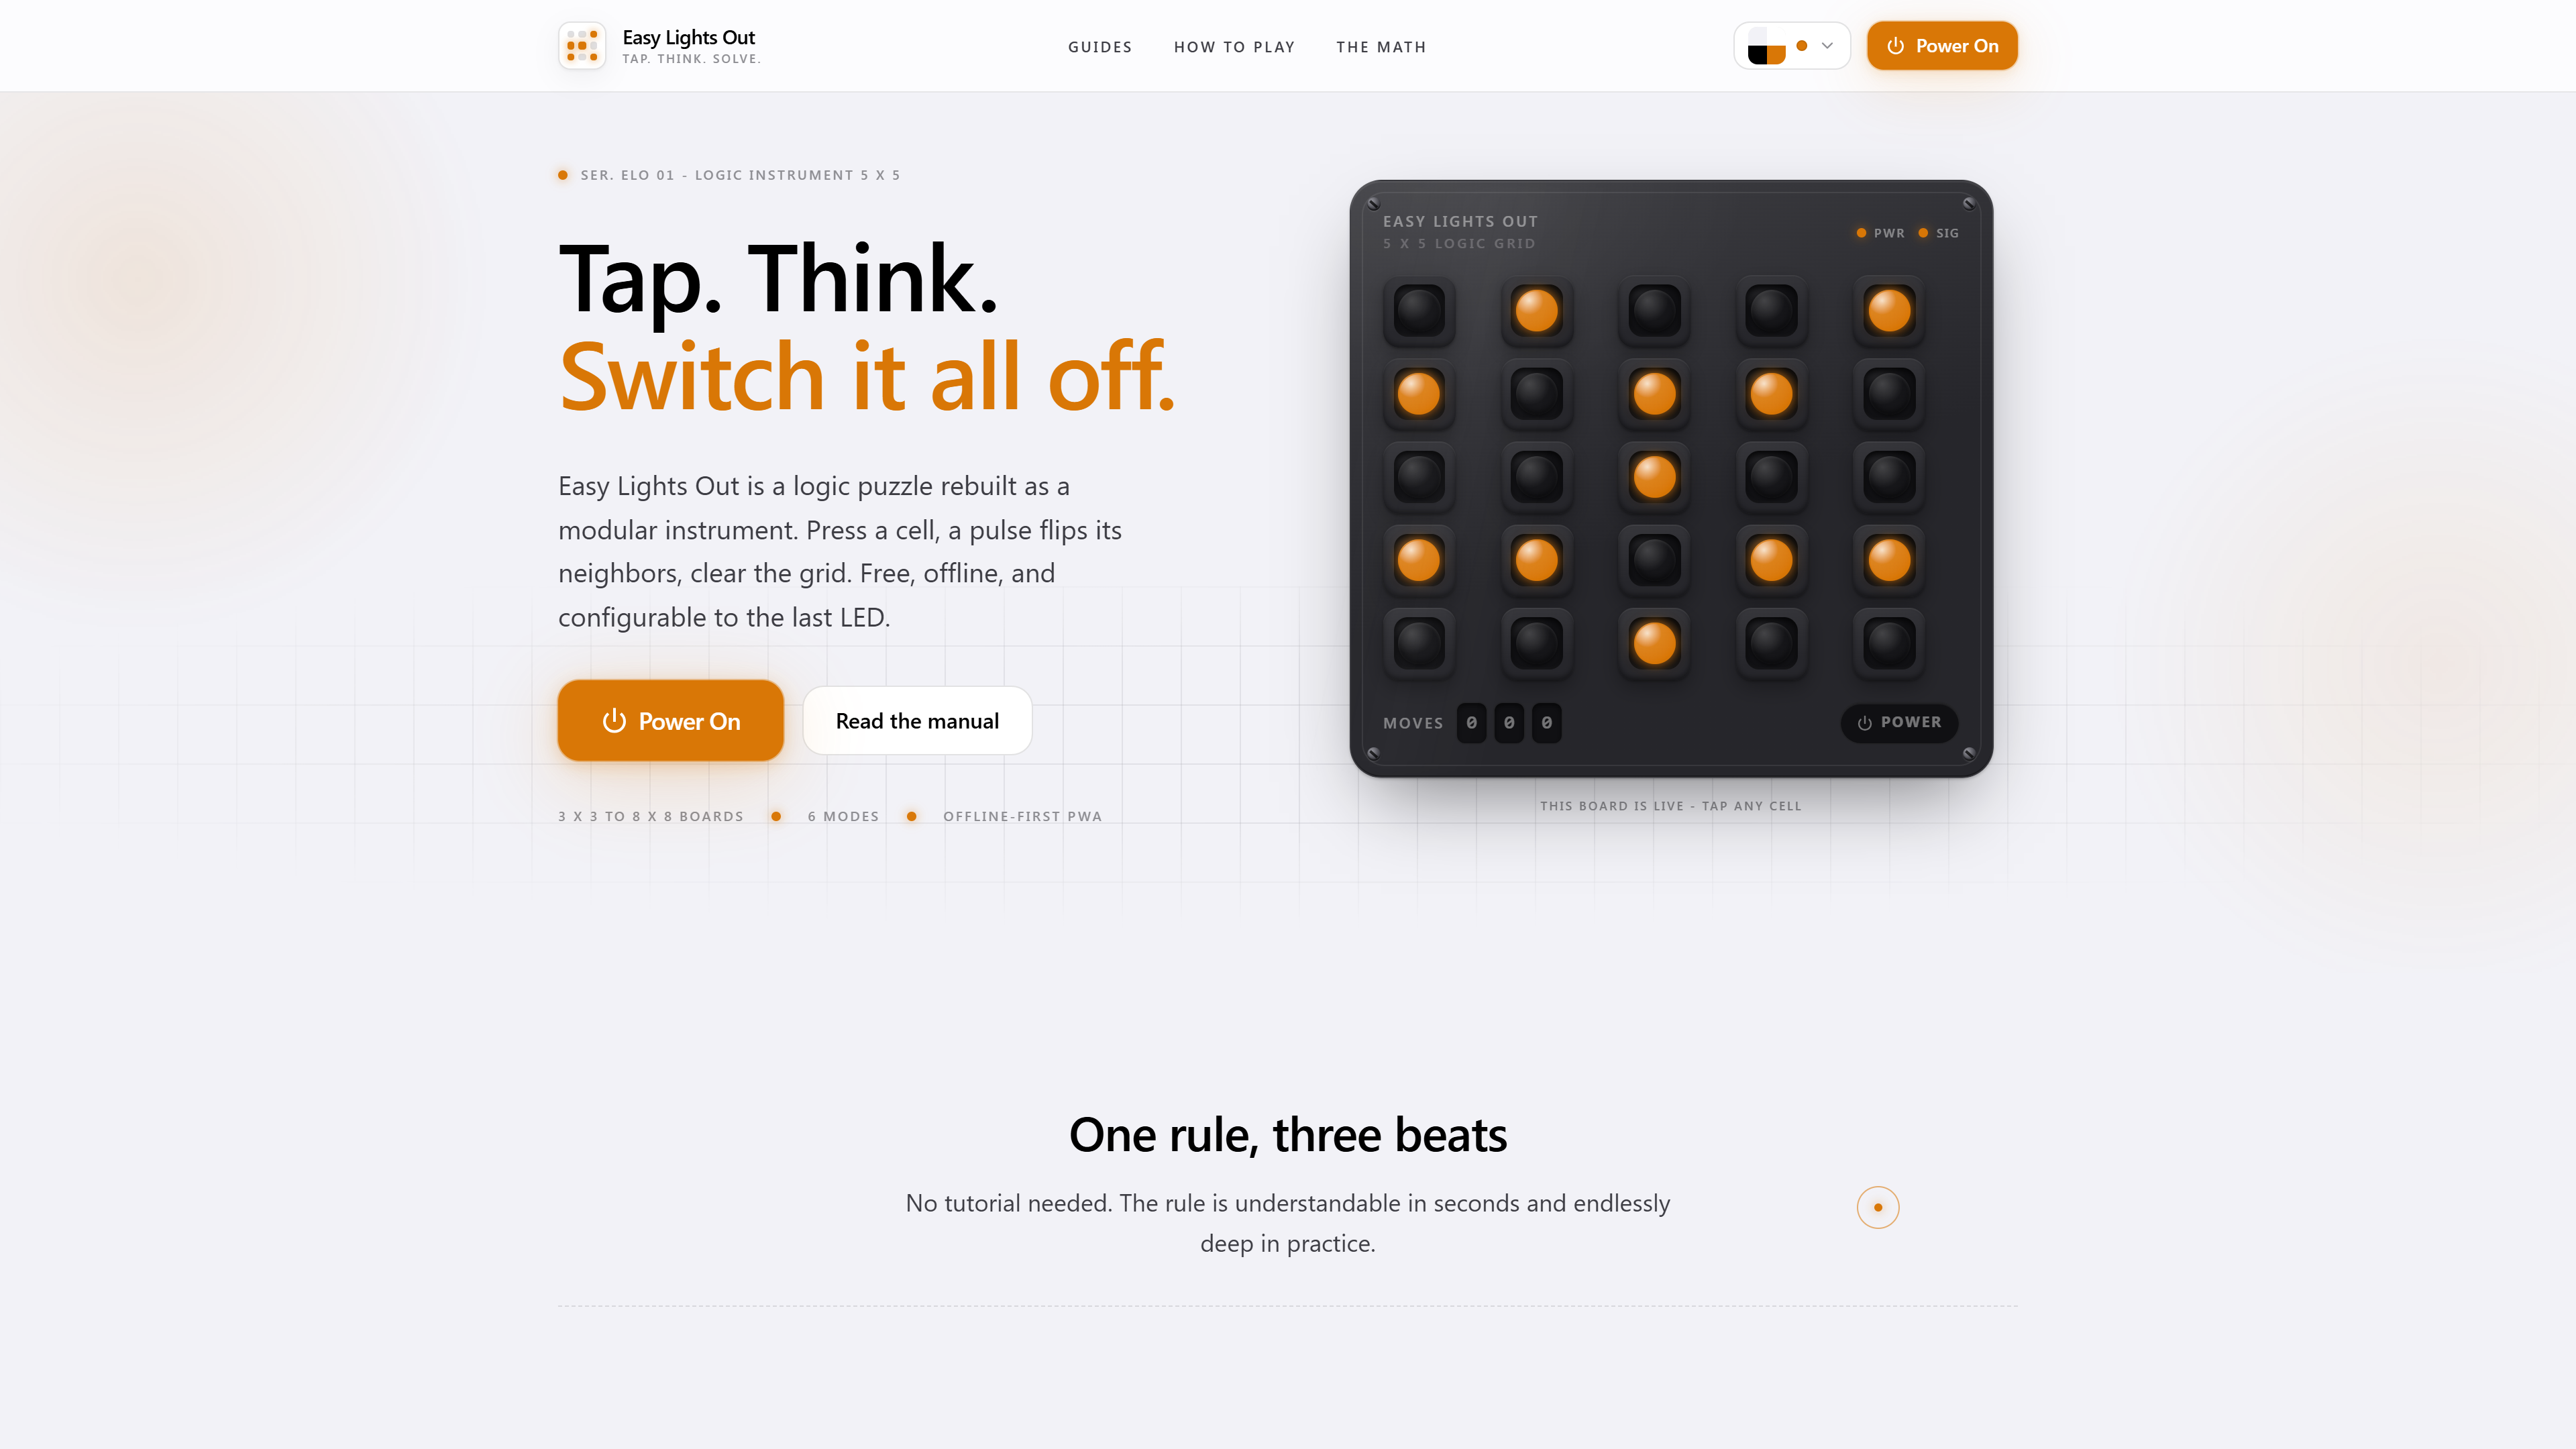 Easy Lights Out
TAP. THINK. SOLVE.
GUIDES
HOW TO PLAY
THE MATH
Power On
SER. ELO 01 - LOGIC INSTRUMENT 5 X 5
Tap. Think.
Switch it all off.
Easy Lights Out is a logic puzzle rebuilt as a
modular instrument. Press a cell, a pulse flips its
neighbors, clear the grid. Free, offline, and
configurable to the last LED.
Power On
Read the manual
3 X 3 TO 8 X 8 BOARDS
6 MODES
OFFLINE-FIRST PWA
EASY LIGHTS OUT
5 X 5 LOGIC GRID
PWR
SIG
MOVES 0 0 0
POWER
THIS BOARD IS LIVE - TAP ANY CELL
One rule, three beats
No tutorial needed. The rule is understandable in seconds and endlessly
deep in practice.